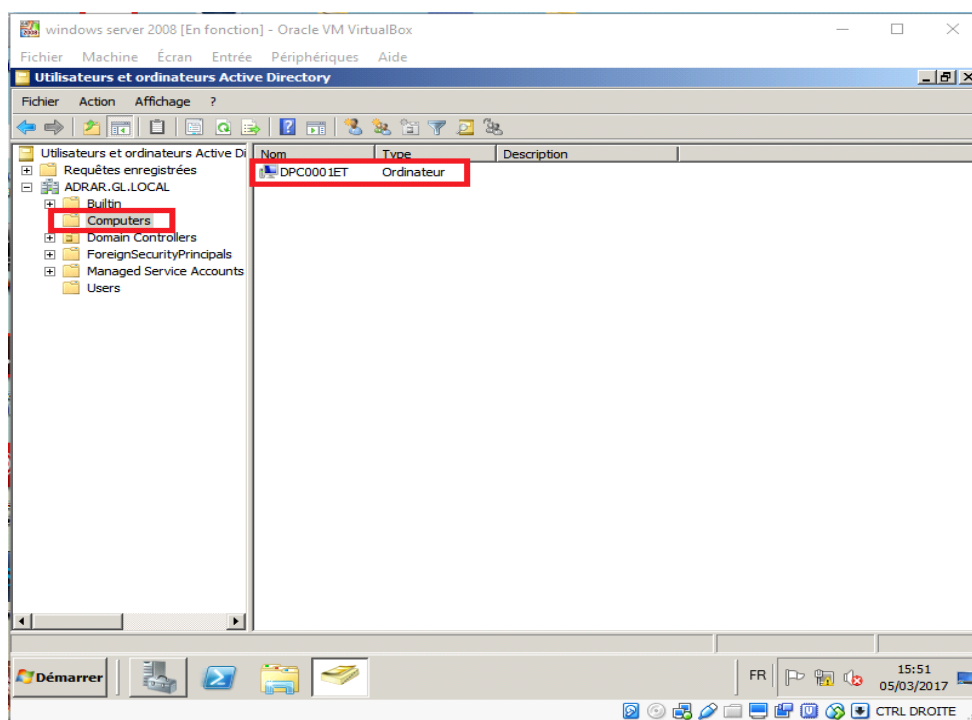 windows server 2008 [En fonction] - Oracle VM VirtualBox
Fichier Machine Écran Entrée Périphériques Aide
Utilisateurs et ordinateurs Active Directory
Fichier Action Affichage ?
Utilisateurs et ordinateurs Active Di
Requêtes enregistrées
ADRAR.GL.LOCAL
Builtin
Computers
Domain Controllers
ForeignSecurityPrincipals
Managed Service Accounts
Users
Nom Type Description
DPC0001ET Ordinateur
Démarrer
FR
15:51
05/03/2017
CTRL DROITE